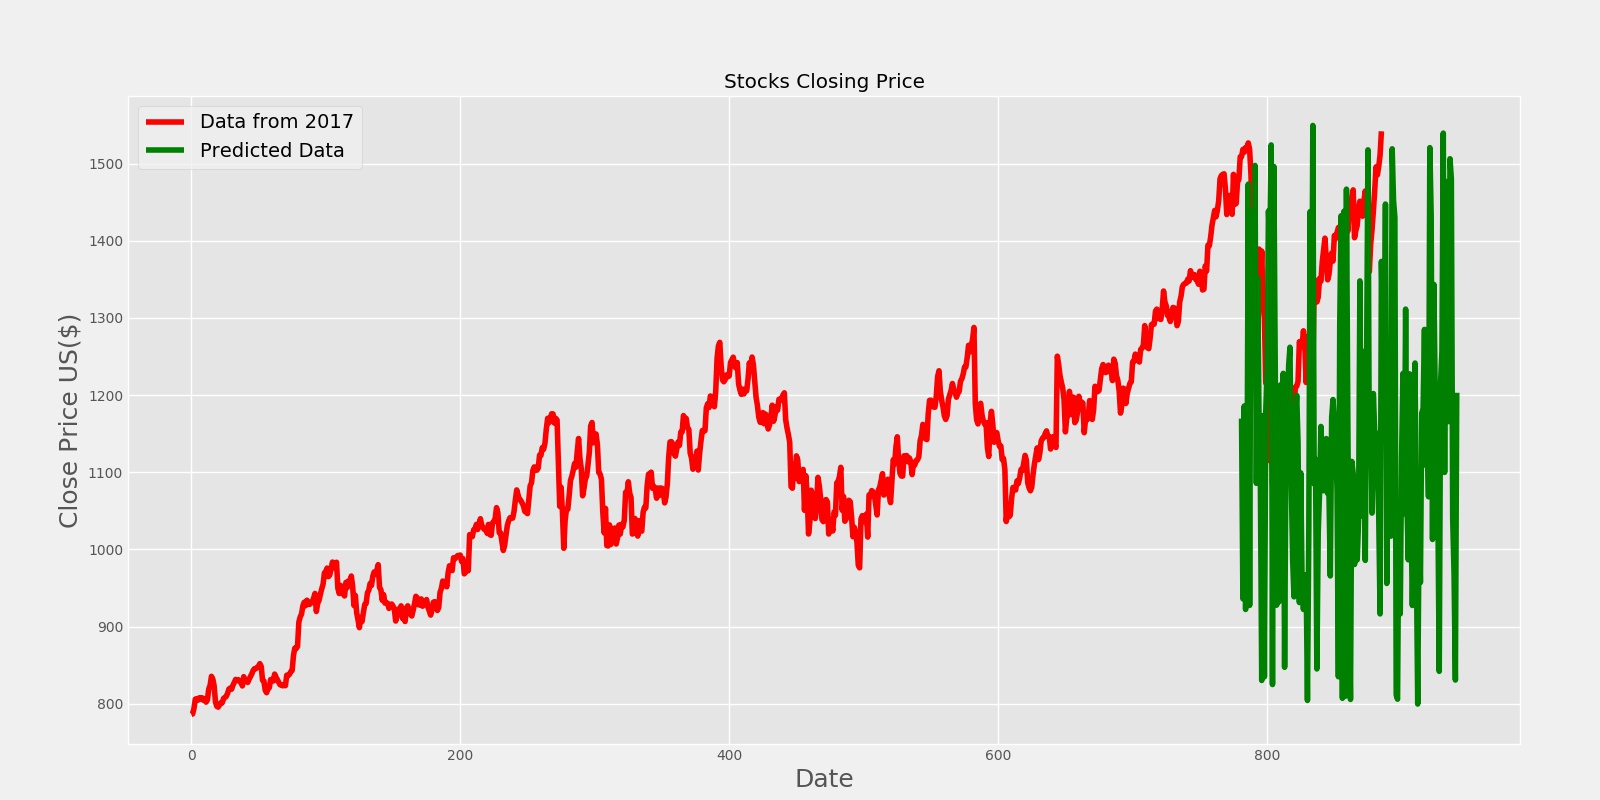 Stocks Closing Price
Data from 2017
Predicted Data
Close Price US($)
1500
1400
1300
1200
1100
1000
900
800
0 200 400 600 800
Date